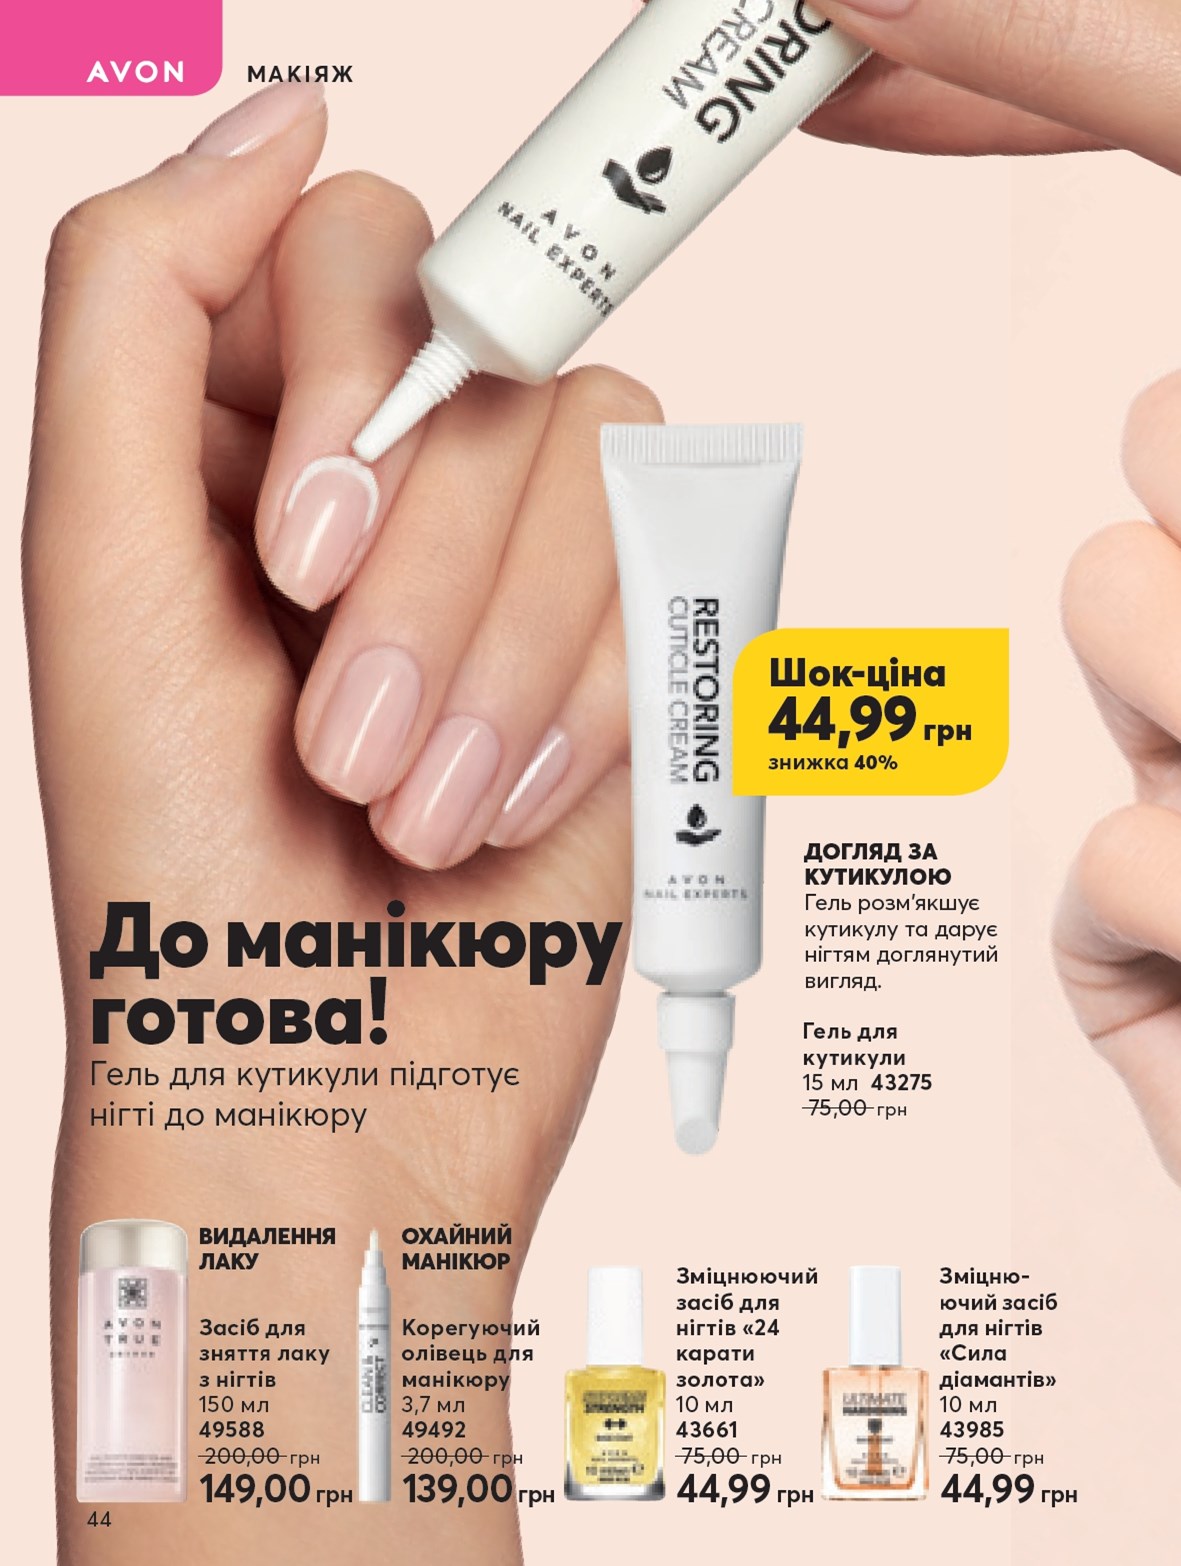 AVON
МАКІЯЖ
ORING
CREAM
AVON
NAIL EXPERTS
RESTORING
CUTICLE CREAM
AVON
NAIL EXPERTS
Шок-ціна
44,99 грн
знижка 40%
ДОГЛЯД ЗА
КУТИКУЛОЮ
Гель розм'якшує
кутикулу та дарує
нігтям доглянутий
вигляд.
Гель для
кутикули
15 мл 43275
75,00 грн
До манікюру
готова!
Гель для кутикули підготує
нігті до манікюру
AVON
TRUE
ВИДАЛЕННЯ
ЛАКУ
Засіб для
зняття лаку
з нігтів
150 мл
49588
200,00 грн
149,00 грн
CLEAN &
CORRECT
ОХАЙНИЙ
МАНІКЮР
Корегуючий
олівець для
манікюру
3,7 мл
49492
200,00 грн
139,00 грн
STRENGTH
AVON
Зміцнюючий
засіб для
нігтів «24
карати
золота»
10 мл
43661
75,00 грн
44,99 грн
ULTIMATE
AVON
Зміцню-
ючий засіб
для нігтів
«Сила
діамантів»
10 мл
43985
75,00 грн
44,99 грн
44